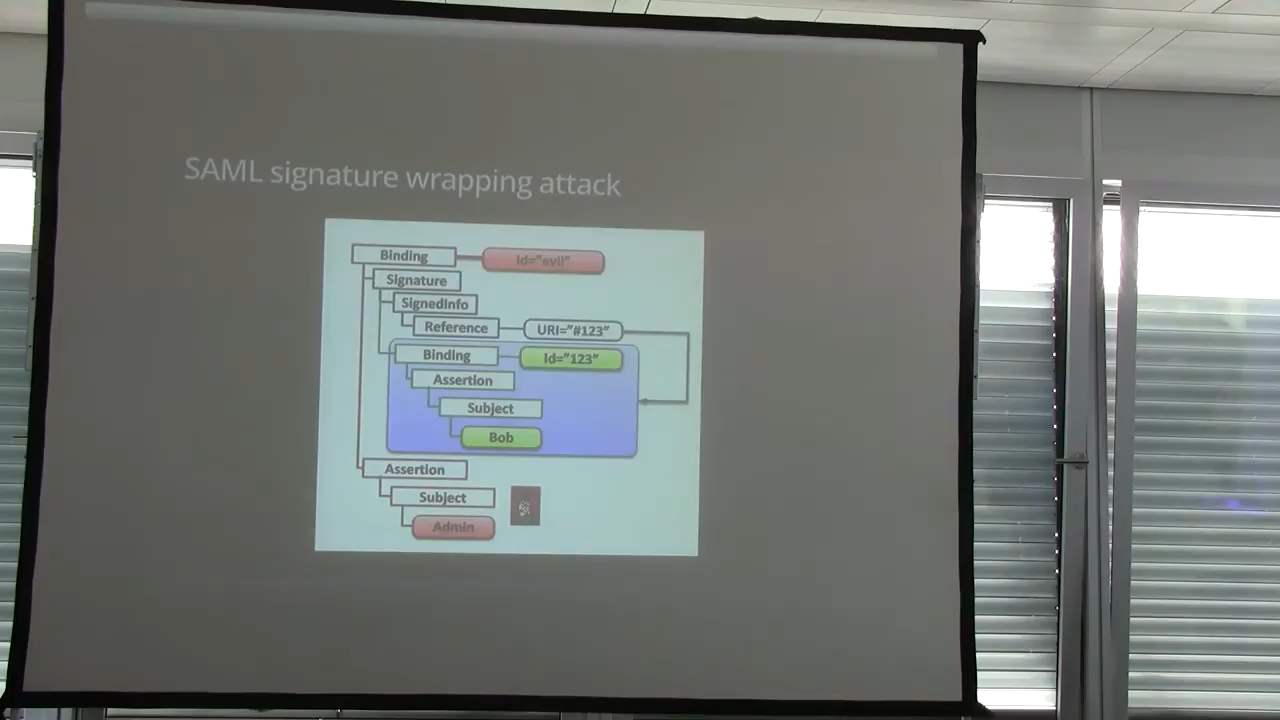 SAML signature wrapping attack
Binding Id="evil"
Signature
SignedInfo
Reference URI="#123"
Binding Id="123"
Assertion
Subject
Bob
Assertion
Subject
Admin